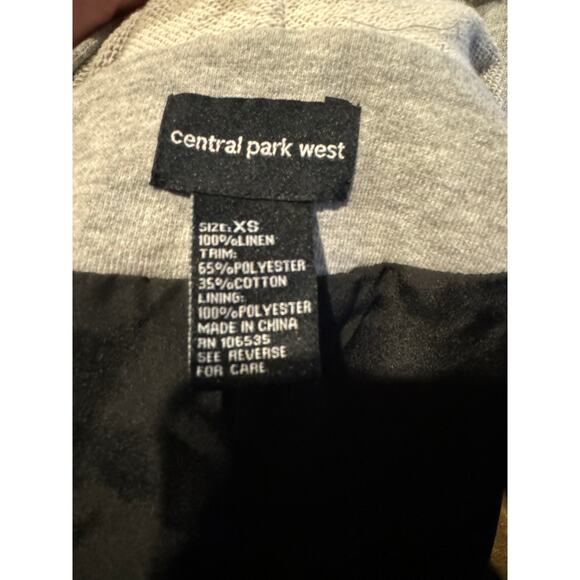 central park west
SIZE: XS
100%LINEN
TRIM:
65%POLYESTER
35%COTTON
LINING:
100%POLYESTER
MADE IN CHINA
RN 106535
SEE REVERSE
FOR CARE